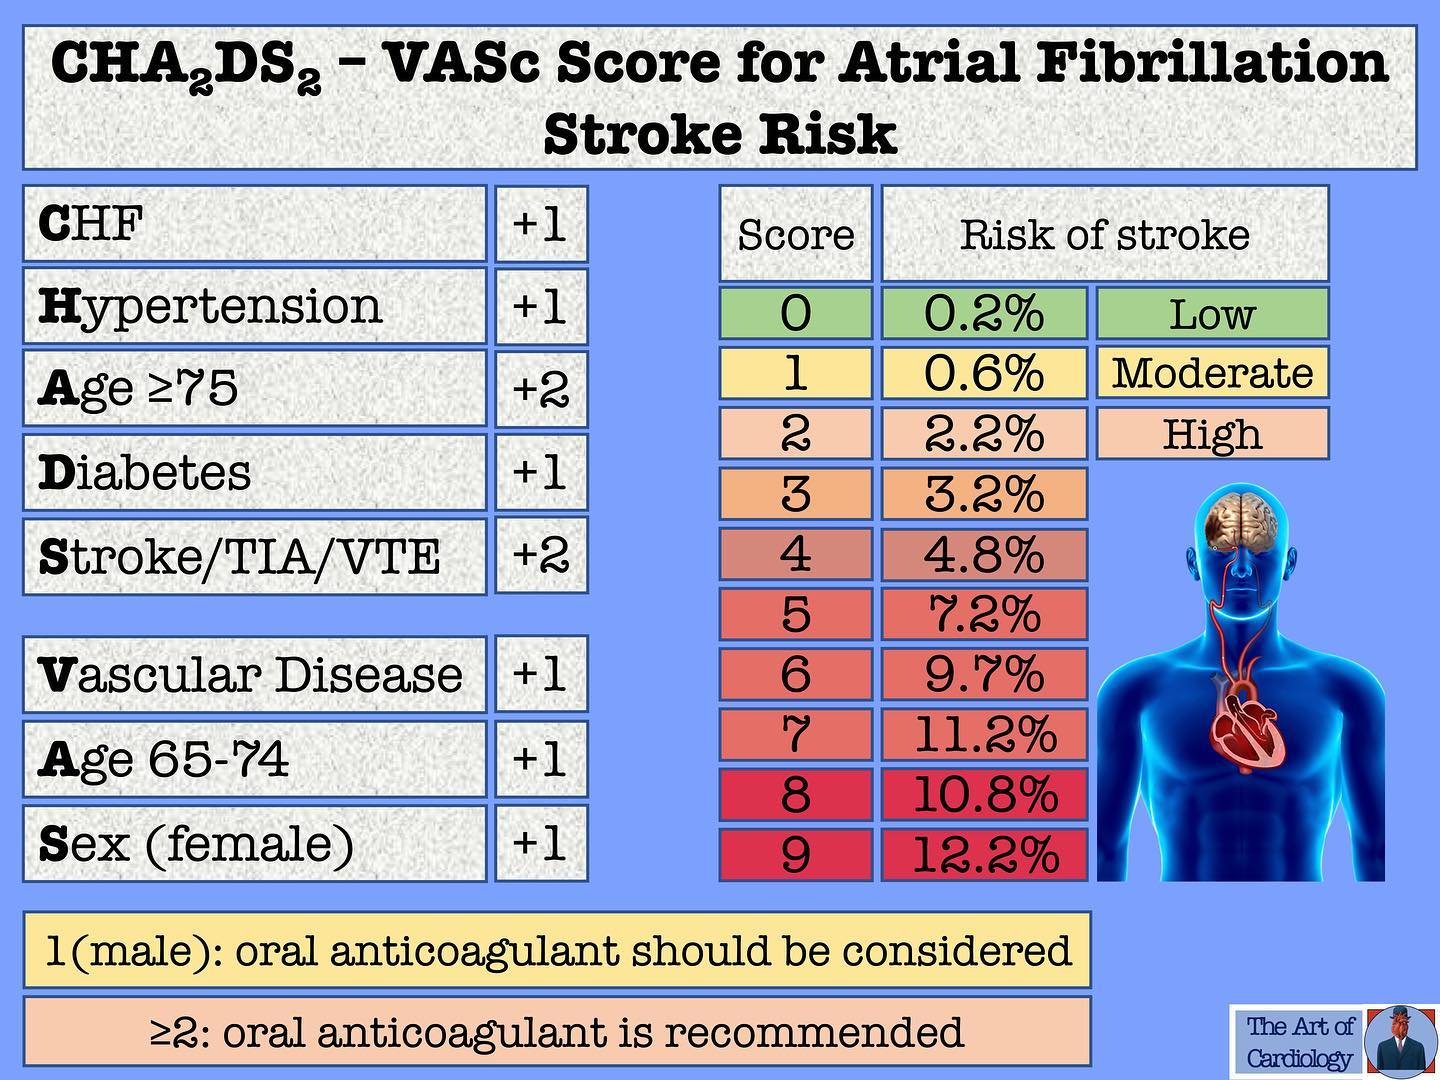 CHA₂DS₂ – VASc Score for Atrial Fibrillation
Stroke Risk
CHF +1
Hypertension +1
Age ≥75 +2
Diabetes +1
Stroke/TIA/VTE +2
Vascular Disease +1
Age 65-74 +1
Sex (female) +1
Score Risk of stroke
0 0.2% Low
1 0.6% Moderate
2 2.2% High
3 3.2%
4 4.8%
5 7.2%
6 9.7%
7 11.2%
8 10.8%
9 12.2%
1(male): oral anticoagulant should be considered
≥2: oral anticoagulant is recommended
The Art of
Cardiology